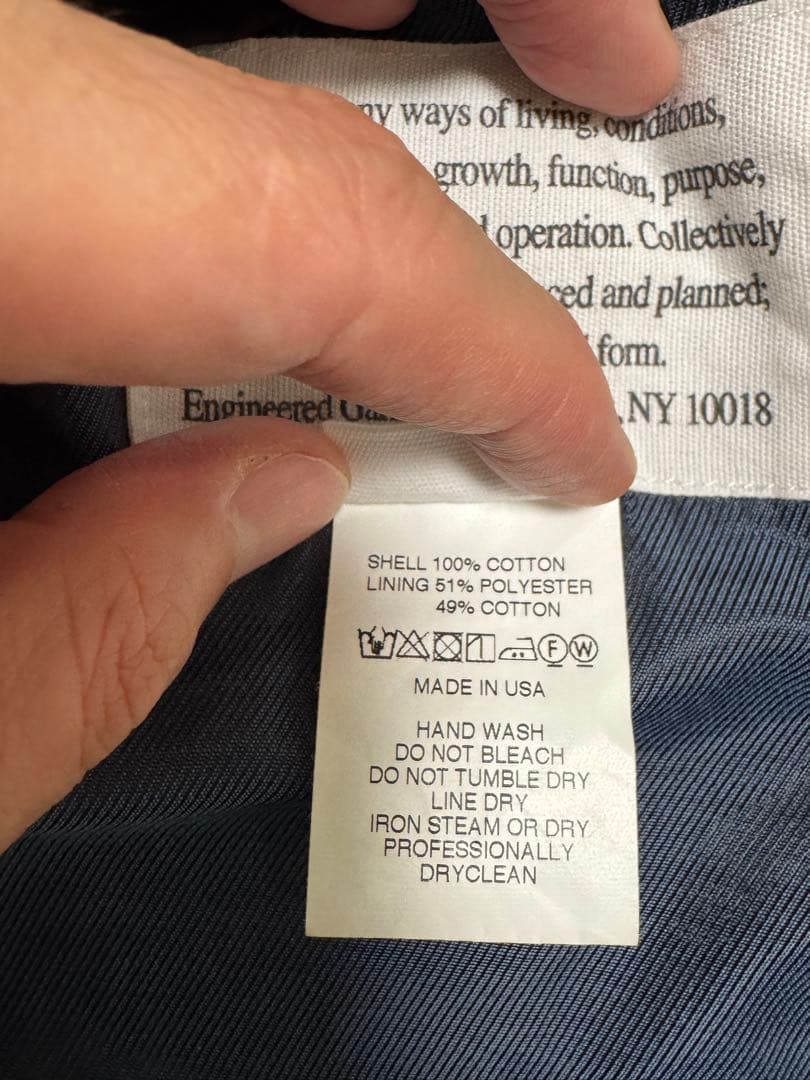 ways of living, conditions,
growth, function, purpose,
operation. Collectively
and planned;
form.
Engineered NY 10018
SHELL 100% COTTON
LINING 51% POLYESTER
49% COTTON
F W
MADE IN USA
HAND WASH
DO NOT BLEACH
DO NOT TUMBLE DRY
LINE DRY
IRON STEAM OR DRY
PROFESSIONALLY
DRYCLEAN